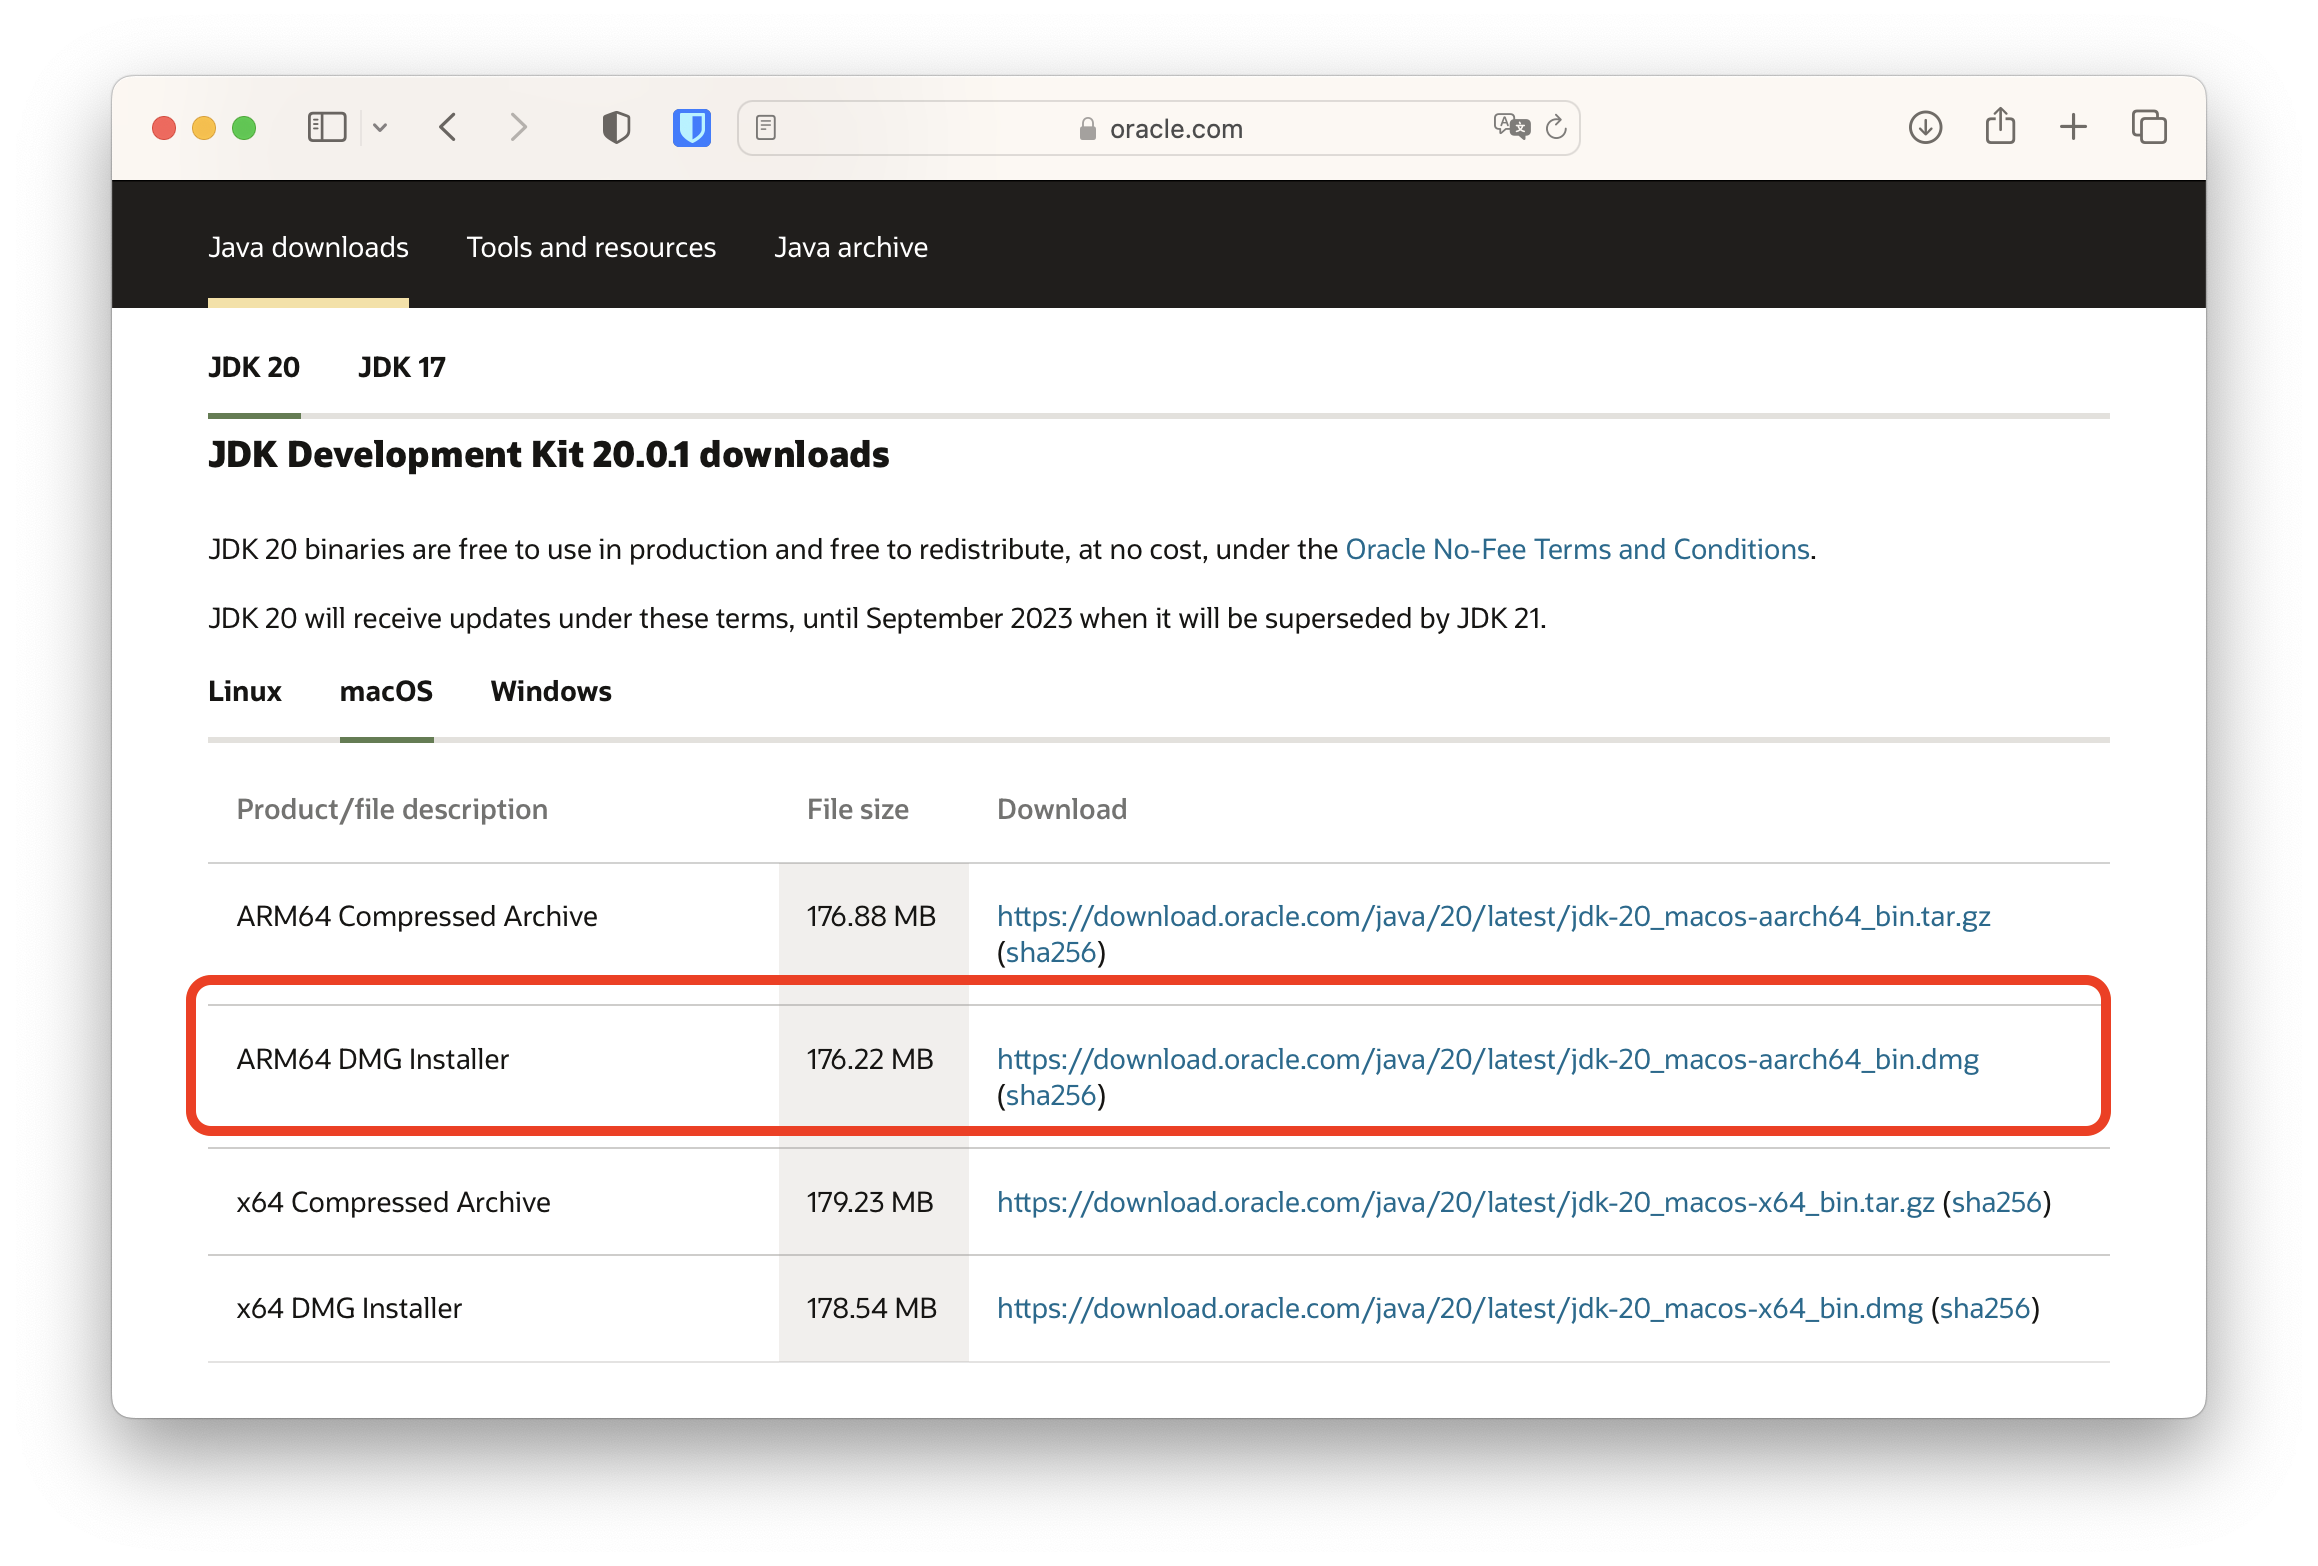 oracle.com
Java downloads Tools and resources Java archive
JDK 20 JDK 17
JDK Development Kit 20.0.1 downloads
JDK 20 binaries are free to use in production and free to redistribute, at no cost, under the Oracle No-Fee Terms and Conditions.
JDK 20 will receive updates under these terms, until September 2023 when it will be superseded by JDK 21.
Linux macOS Windows
Product/file description File size Download
ARM64 Compressed Archive 176.88 MB https://download.oracle.com/java/20/latest/jdk-20_macos-aarch64_bin.tar.gz
(sha256)
ARM64 DMG Installer 176.22 MB https://download.oracle.com/java/20/latest/jdk-20_macos-aarch64_bin.dmg
(sha256)
x64 Compressed Archive 179.23 MB https://download.oracle.com/java/20/latest/jdk-20_macos-x64_bin.tar.gz (sha256)
x64 DMG Installer 178.54 MB https://download.oracle.com/java/20/latest/jdk-20_macos-x64_bin.dmg (sha256)